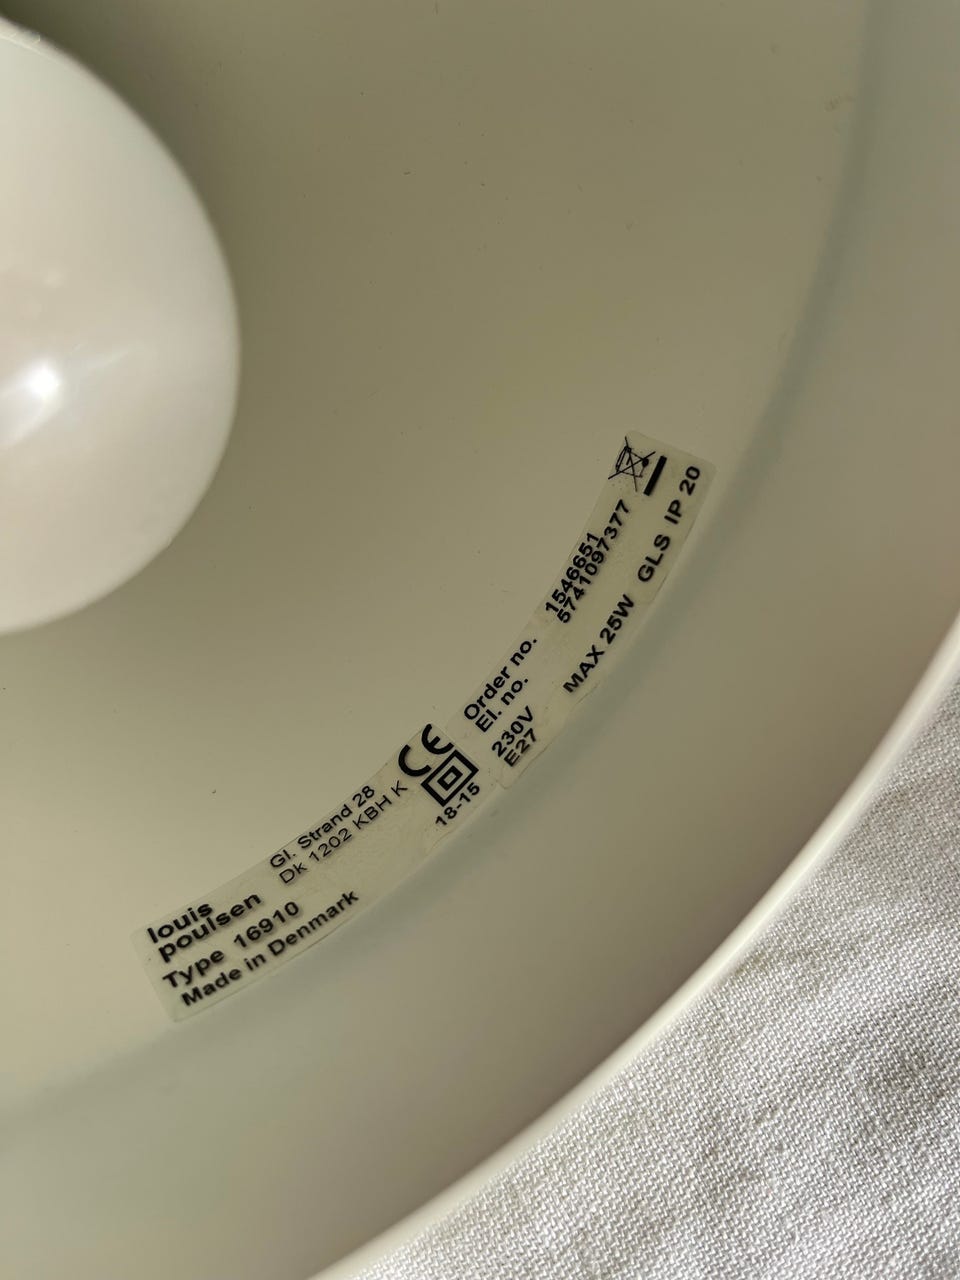 louis
poulsen
Gl. Strand 28
Dk 1202 KBH K
Type 16910
Made in Denmark
CE
18-15
Order no. 1546651
El. no. 5741097377
230V MAX 25W GLS IP 20
E27